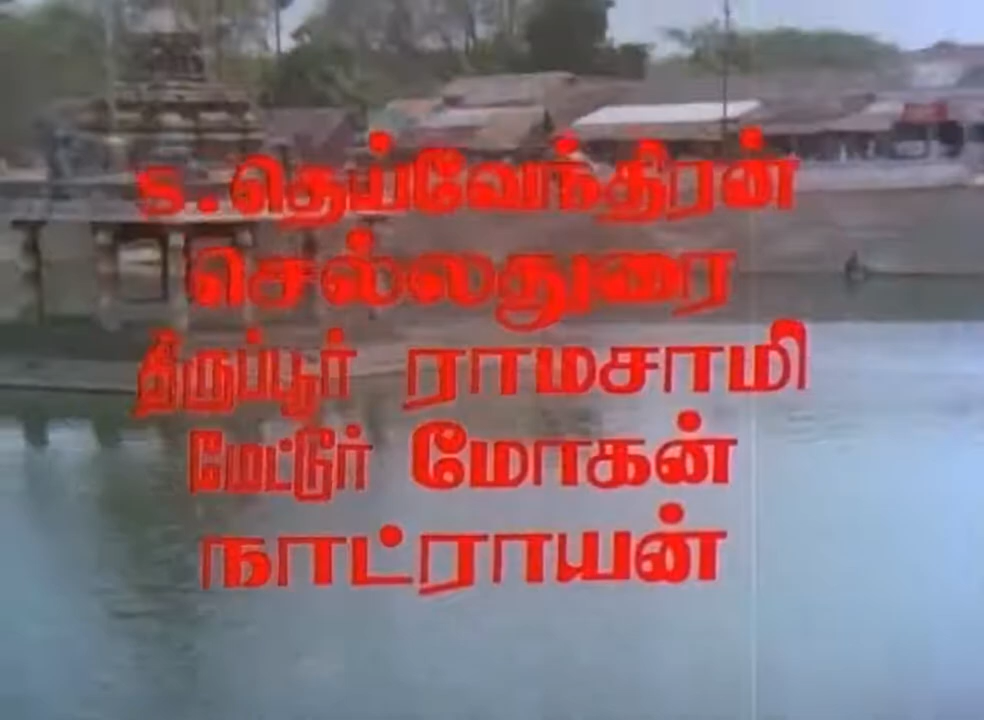 S.தெய்வேந்திரன்
செல்லதுரை
திருப்பூர் ராமசாமி
மேட்டூர் மோகன்
நாட்ராயன்